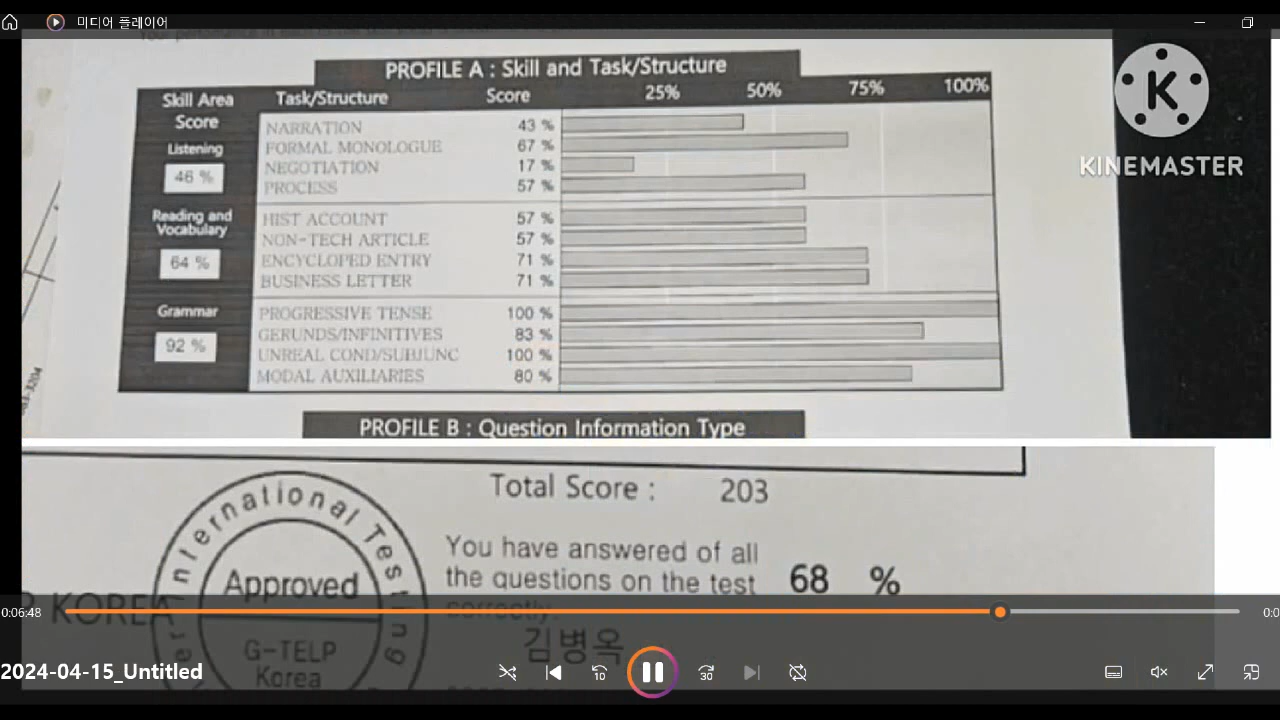 미디어 플레이어
PROFILE A : Skill and Task/Structure
Skill Area Score Task/Structure Score 25% 50% 75% 100%
Listening
46 %
NARRATION 43 %
FORMAL MONOLOGUE 67 %
NEGOTIATION 17 %
PROCESS 57 %
Reading and Vocabulary
64 %
HIST ACCOUNT 57 %
NON-TECH ARTICLE 57 %
ENCYCLOPED ENTRY 71 %
BUSINESS LETTER 71 %
Grammar
92 %
PROGRESSIVE TENSE 100 %
GERUNDS/INFINITIVES 83 %
UNREAL COND/SUBJUNC 100 %
MODAL AUXILIARIES 80 %
K
KINEMASTER
PROFILE B : Question Information Type
Total Score : 203
You have answered of all
the questions on the test 68 %
correctly.
International Testing
Approved
G-TELP
Korea
KOREA
김병옥
0:06:48
2024-04-15_Untitled
10
30